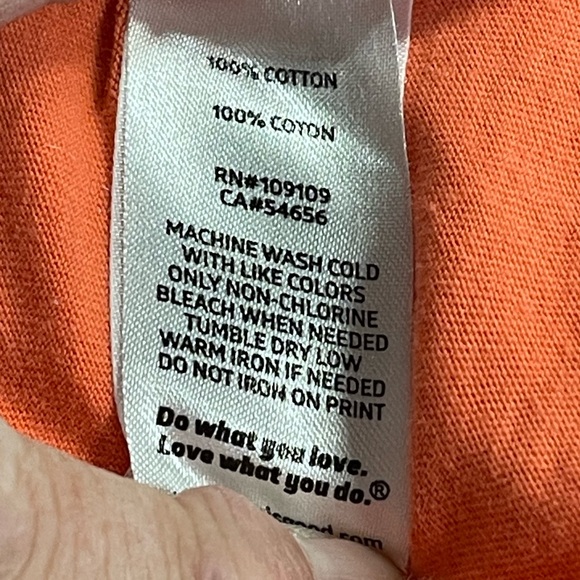 100% COTTON
100% COTON
RN#109109
CA#54656
MACHINE WASH COLD
WITH LIKE COLORS
ONLY NON-CHLORINE
BLEACH WHEN NEEDED
TUMBLE DRY LOW
WARM IRON IF NEEDED
DO NOT IRON ON PRINT
Do what you love.
Love what you do.®